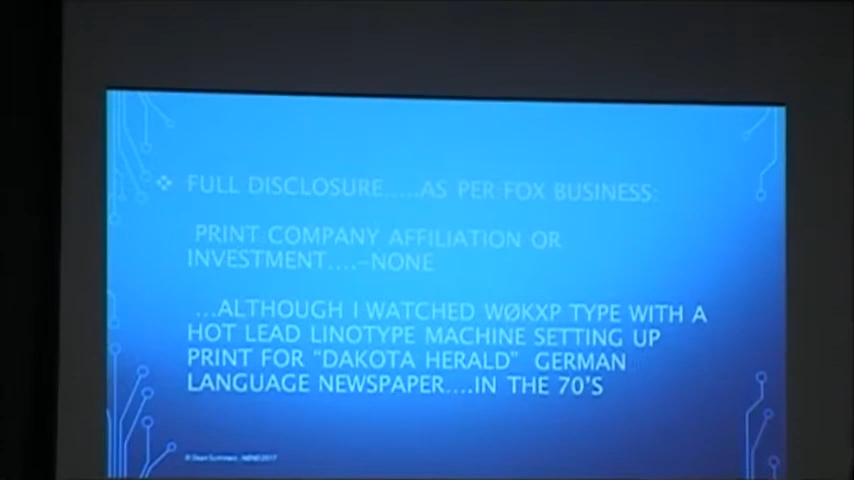 FULL DISCLOSURE.....AS PER FOX BUSINESS:
PRINT COMPANY AFFILIATION OR
INVESTMENT....-NONE
...ALTHOUGH I WATCHED WØKXP TYPE WITH A
HOT LEAD LINOTYPE MACHINE SETTING UP
PRINT FOR "DAKOTA HERALD" GERMAN
LANGUAGE NEWSPAPER....IN THE 70'S